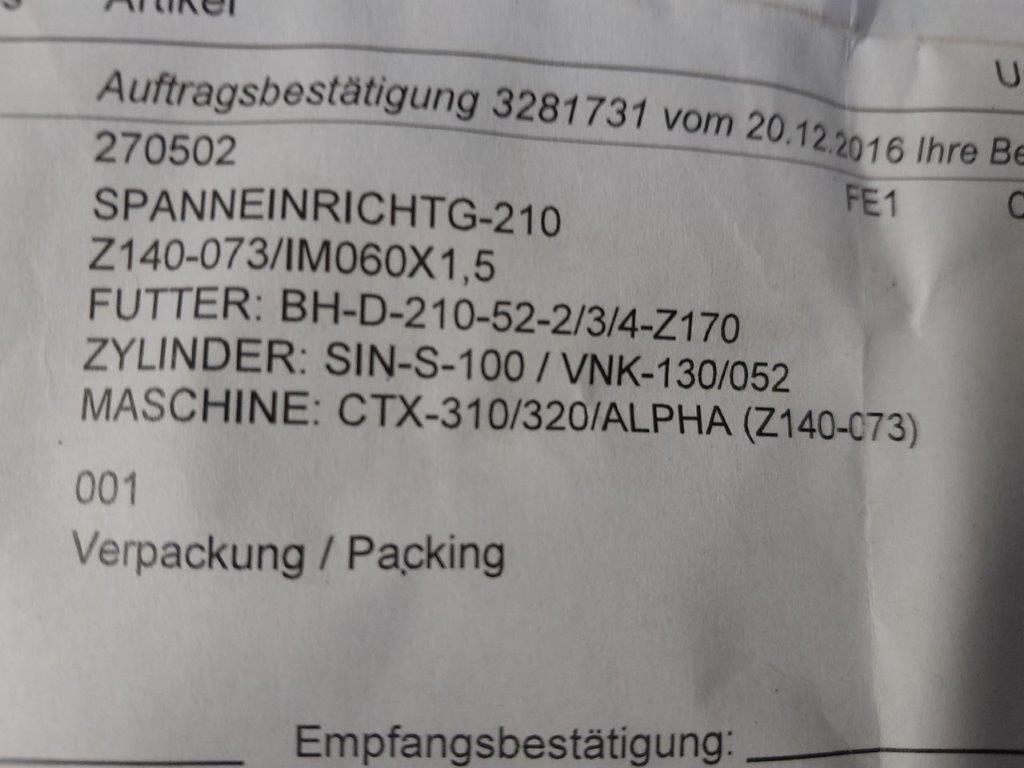 Artikel
U
Auftragsbestätigung 3281731 vom 20.12.2016 Ihre Be
270502
SPANNEINRICHTG-210 FE1
Z140-073/IM060X1,5
FUTTER: BH-D-210-52-2/3/4-Z170
ZYLINDER: SIN-S-100 / VNK-130/052
MASCHINE: CTX-310/320/ALPHA (Z140-073)
001
Verpackung / Packing
Empfangsbestätigung: